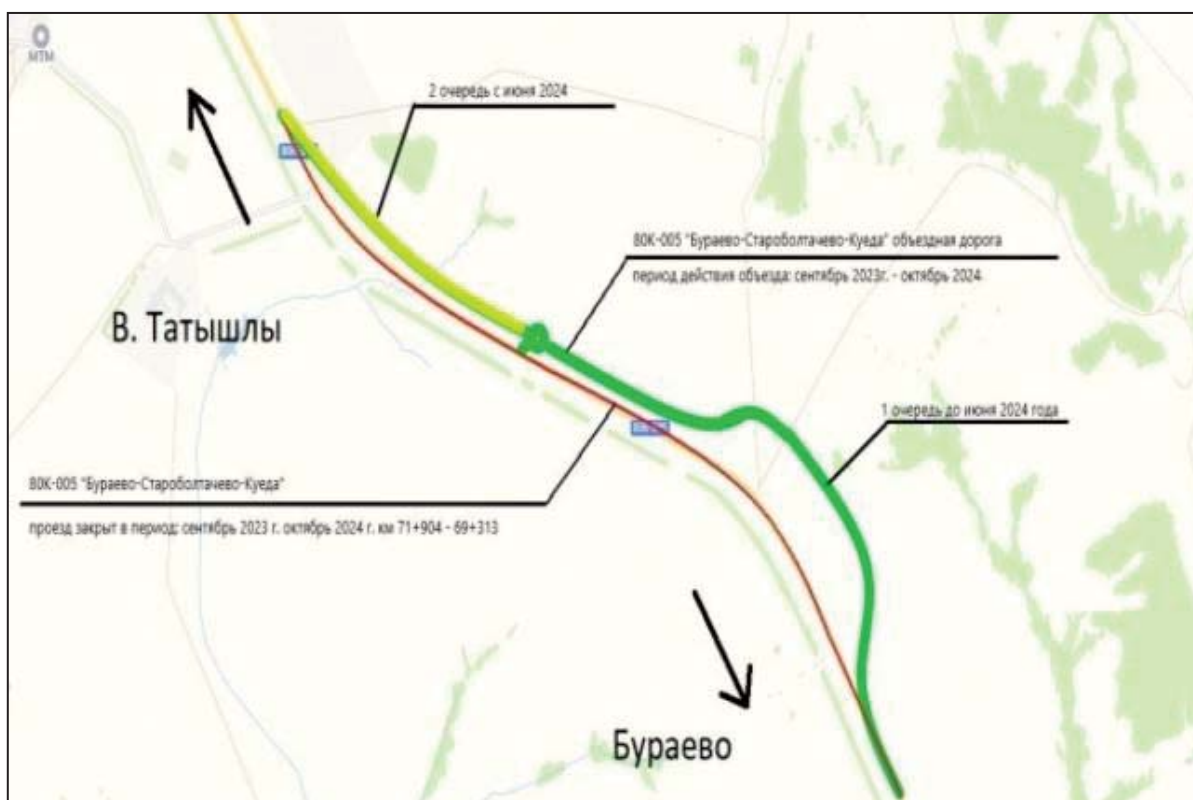 МТМ
2 очередь с июня 2024
80К-005 "Бураево-Староболтачево-Куеда" объездная дорога
период действия объезда: сентябрь 2023г. - октябрь 2024
1 очередь до июня 2024 года
В. Татышлы
80К-005 "Бураево-Староболтачево-Куеда"
проезд закрыт в период: сентябрь 2023 г. октябрь 2024 г. км 71+904 - 69+313
Бураево